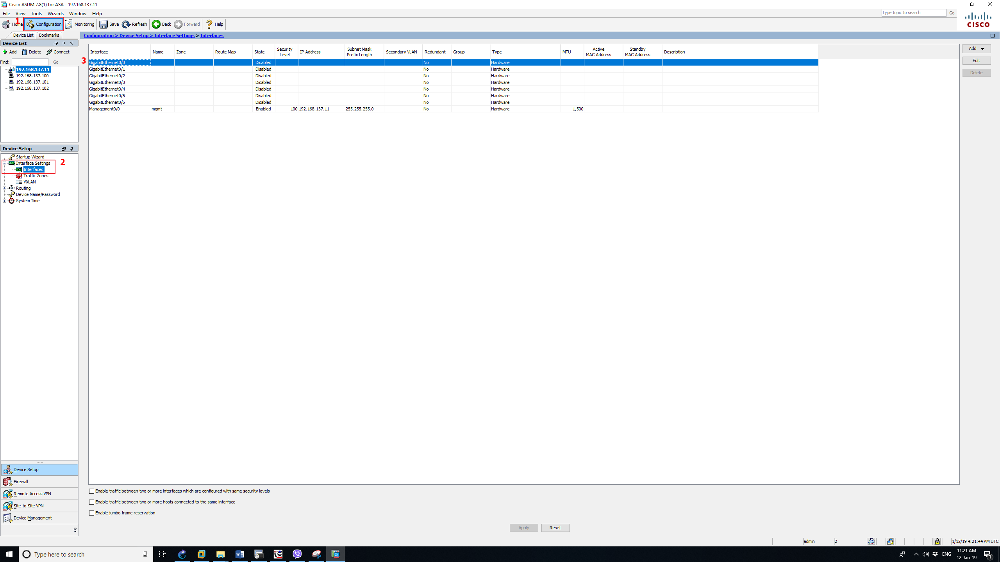 Cisco ASDM 7.8(1) for ASA - 192.168.137.11
File View Tools Wizards Window Help
Type topic to search Go
1
Home Configuration Monitoring Save Refresh Back Forward Help
CISCO
Device List Bookmarks
Configuration > Device Setup > Interface Settings > Interfaces
Device List
Add Delete Connect
Find: Go
192.168.137.11
192.168.137.100
192.168.137.101
192.168.137.102
Device Setup
Startup Wizard
Interface Settings
2
Interfaces
Traffic Zones
VXLAN
Routing
Device Name/Password
System Time
Device Setup
Firewall
Remote Access VPN
Site-to-Site VPN
Device Management
»
Interface Name Zone Route Map State Security Level IP Address Subnet Mask Prefix Length Secondary VLAN Redundant Group Type MTU Active MAC Address Standby MAC Address Description
3
GigabitEthernet0/0 Disabled No Hardware
GigabitEthernet0/1 Disabled No Hardware
GigabitEthernet0/2 Disabled No Hardware
GigabitEthernet0/3 Disabled No Hardware
GigabitEthernet0/4 Disabled No Hardware
GigabitEthernet0/5 Disabled No Hardware
GigabitEthernet0/6 Disabled No Hardware
Management0/0 mgmt Enabled 100 192.168.137.11 255.255.255.0 No Hardware 1,500
Add
Edit
Delete
Enable traffic between two or more interfaces which are configured with same security levels
Enable traffic between two or more hosts connected to the same interface
Enable jumbo frame reservation
Apply Reset
admin 2 1/12/19 4:21:44 AM UTC
Type here to search
VNC
ENG
11:21 AM
12-Jan-19
1